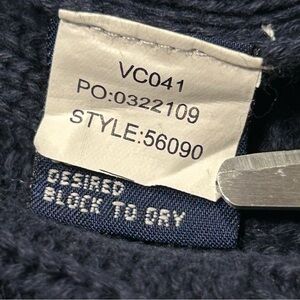 VC041
PO:0322109
STYLE:56090
DESIRED
BLOCK TO DRY